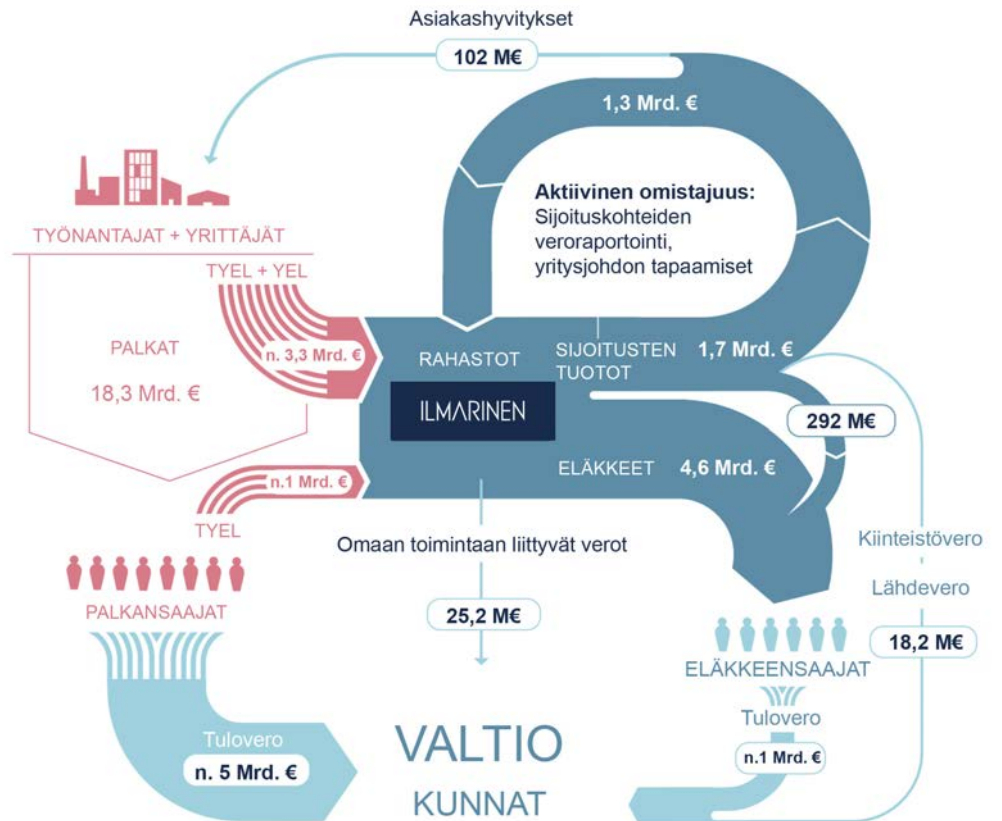 Asiakashyvitykset
102 M€
1,3 Mrd. €
Aktiivinen omistajuus:
Sijoituskohteiden
veroraportointi,
yritysjohdon tapaamiset
TYÖNANTAJAT + YRITTÄJÄT
TYEL + YEL
PALKAT
18,3 Mrd. €
n. 3,3 Mrd. €
RAHASTOT
SIJOITUSTEN
TUOTOT
1,7 Mrd. €
ILMARINEN
292 M€
ELÄKKEET 4,6 Mrd. €
n.1 Mrd. €
TYEL
Omaan toimintaan liittyvät verot
Kiinteistövero
Lähdevero
PALKANSAAJAT
25,2 M€
18,2 M€
ELÄKKEENSAAJAT
Tulovero
n. 5 Mrd. €
VALTIO
KUNNAT
Tulovero
n.1 Mrd. €